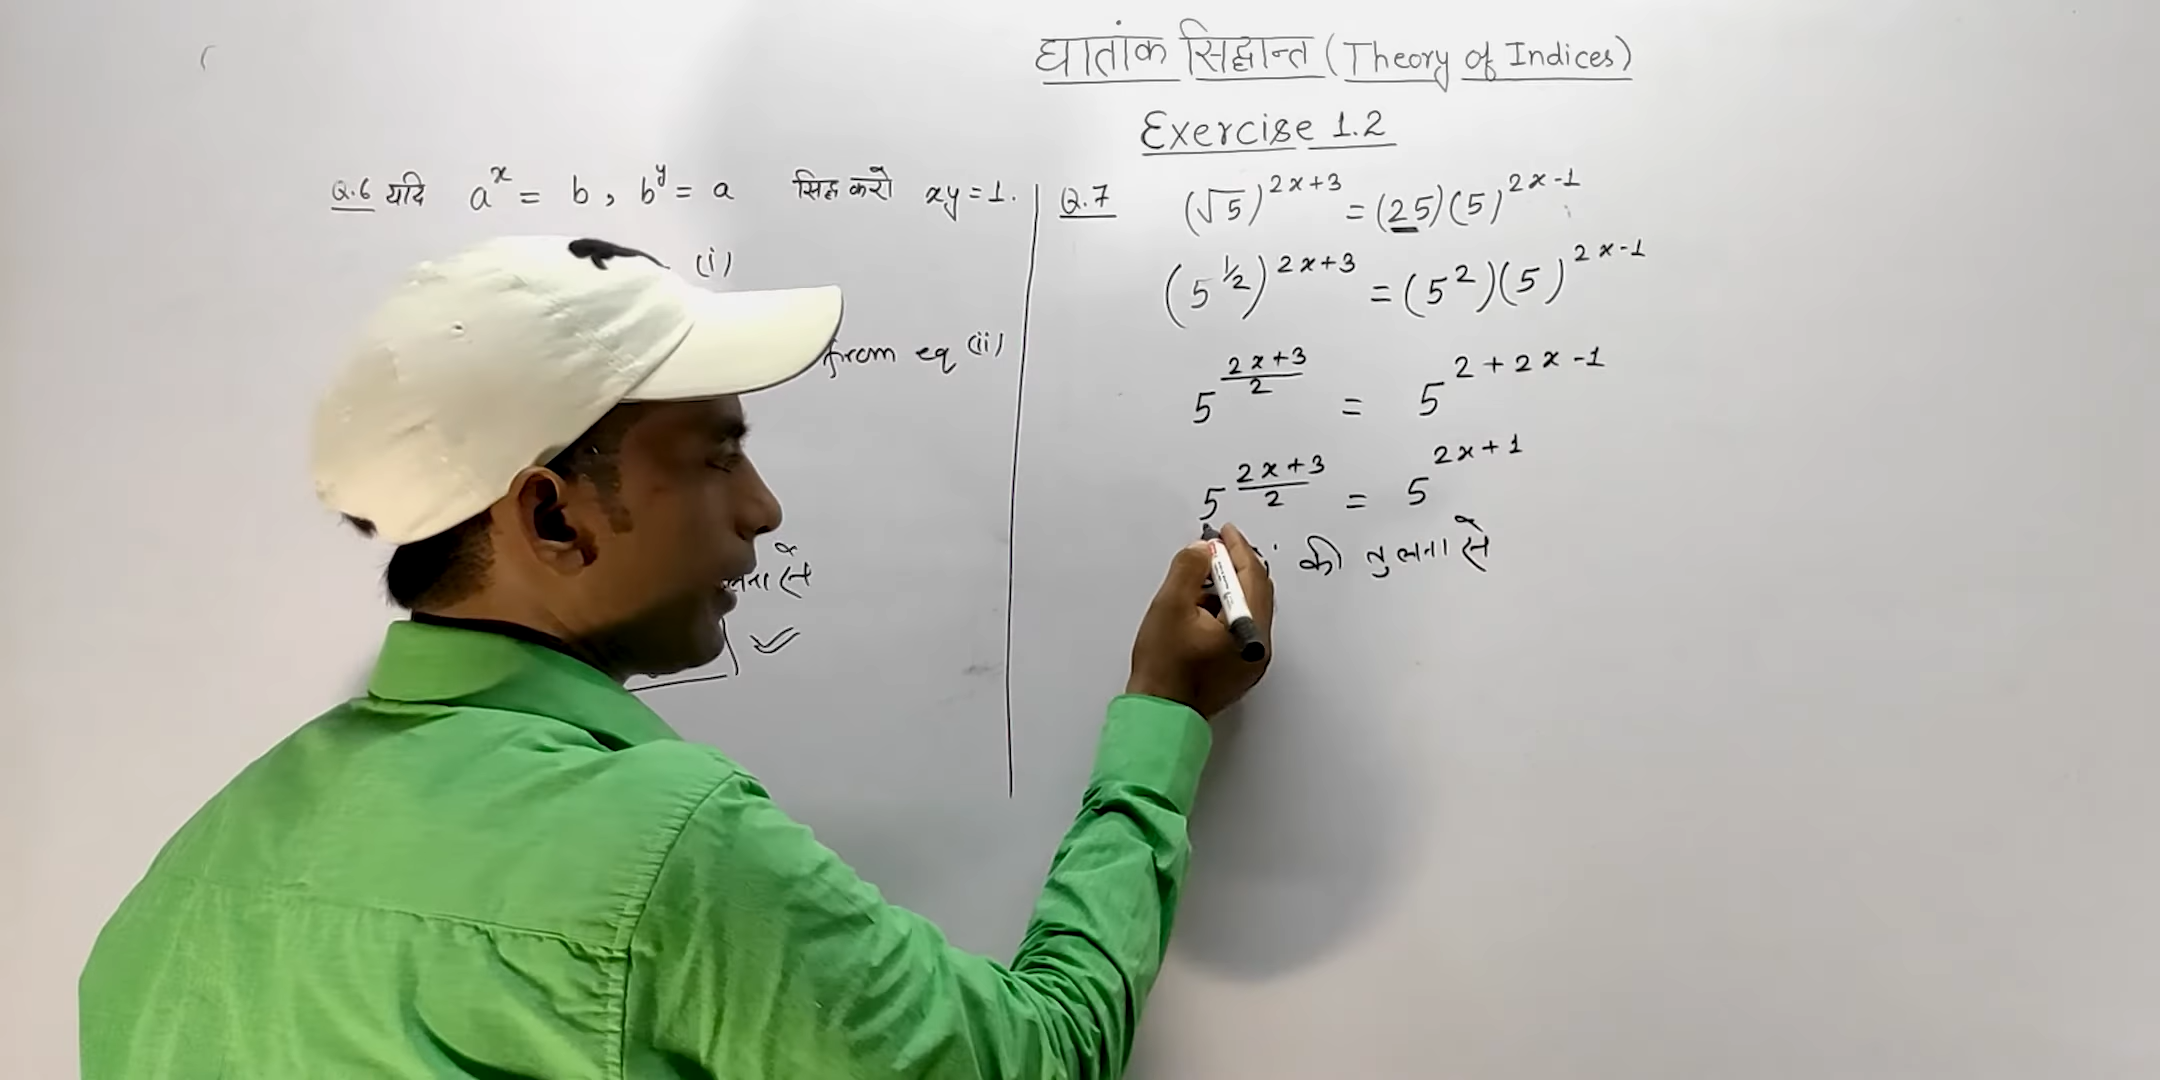 घातांक सिद्धान्त (Theory of Indices)
Exercise 1.2
Q.6 यदि a^x = b, b^y = a सिद्ध करो xy = 1.
(i)
from eq (ii)
से
Q.7 (√5)^{2x+3} = (25)(5)^{2x-1}
(5^{1/2})^{2x+3} = (5^2)(5)^{2x-1}
5^{(2x+3)/2} = 5^{2+2x-1}
5^{(2x+3)/2} = 5^{2x+1}
की तुलना से